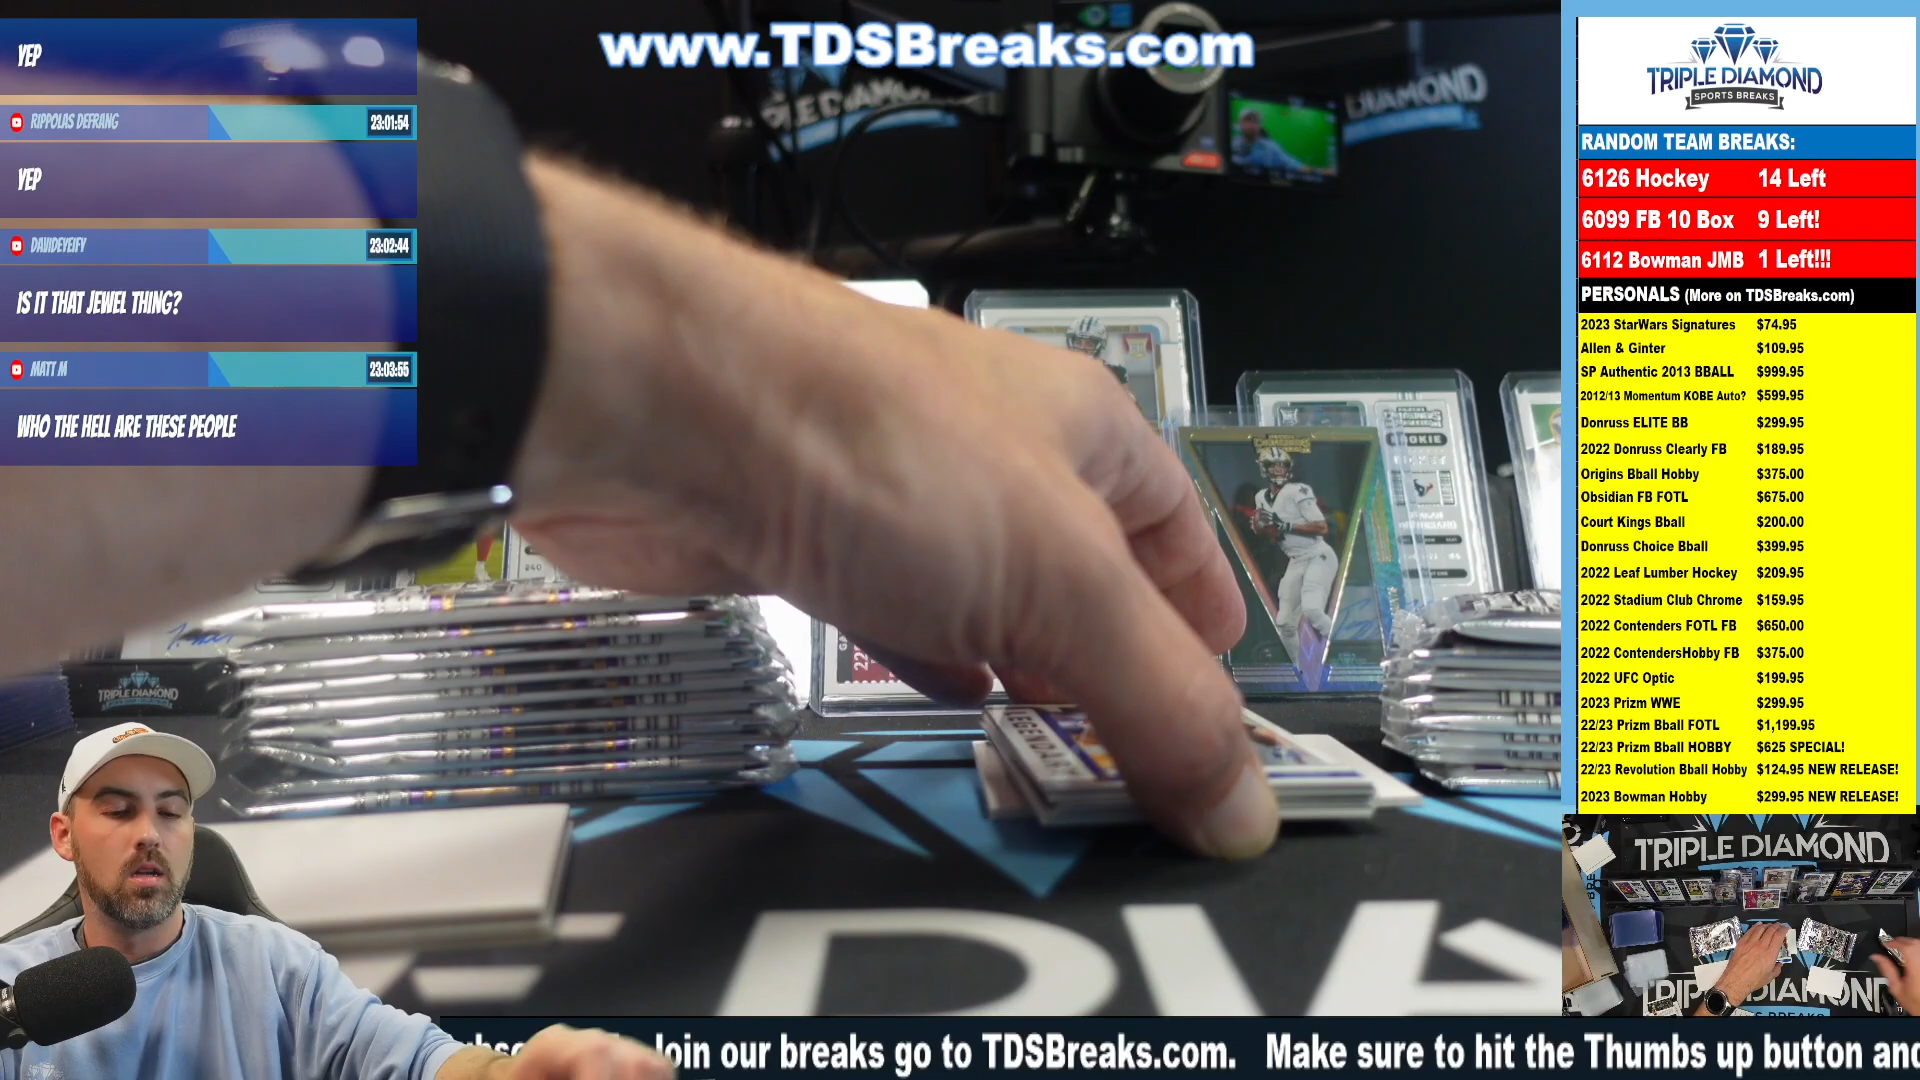 YEP
RIPPOLAS DEFRANG 23:01:54
YEP
DAVIDEYEIFY 23:02:44
IS IT THAT JEWEL THING?
MATT M 23:03:55
WHO THE HELL ARE THESE PEOPLE
www.TDSBreaks.com
DIAMOND
ROOKIE
LEGENDARY
TRIPLE DIAMOND
TRIPLE DIAMOND
SPORTS BREAKS
RANDOM TEAM BREAKS:
6126 Hockey 14 Left
6099 FB 10 Box 9 Left!
6112 Bowman JMB 1 Left!!!
PERSONALS (More on TDSBreaks.com)
2023 StarWars Signatures $74.95
Allen & Ginter $109.95
SP Authentic 2013 BBALL $999.95
2012/13 Momentum KOBE Auto? $599.95
Donruss ELITE BB $299.95
2022 Donruss Clearly FB $189.95
Origins Bball Hobby $375.00
Obsidian FB FOTL $675.00
Court Kings Bball $200.00
Donruss Choice Bball $399.95
2022 Leaf Lumber Hockey $209.95
2022 Stadium Club Chrome $159.95
2022 Contenders FOTL FB $650.00
2022 ContendersHobby FB $375.00
2022 UFC Optic $199.95
2023 Prizm WWE $299.95
22/23 Prizm Bball FOTL $1,199.95
22/23 Prizm Bball HOBBY $625 SPECIAL!
22/23 Revolution Bball Hobby $124.95 NEW RELEASE!
2023 Bowman Hobby $299.95 NEW RELEASE!
TRIPLE DIAMOND
Join our breaks go to TDSBreaks.com. Make sure to hit the Thumbs up button and